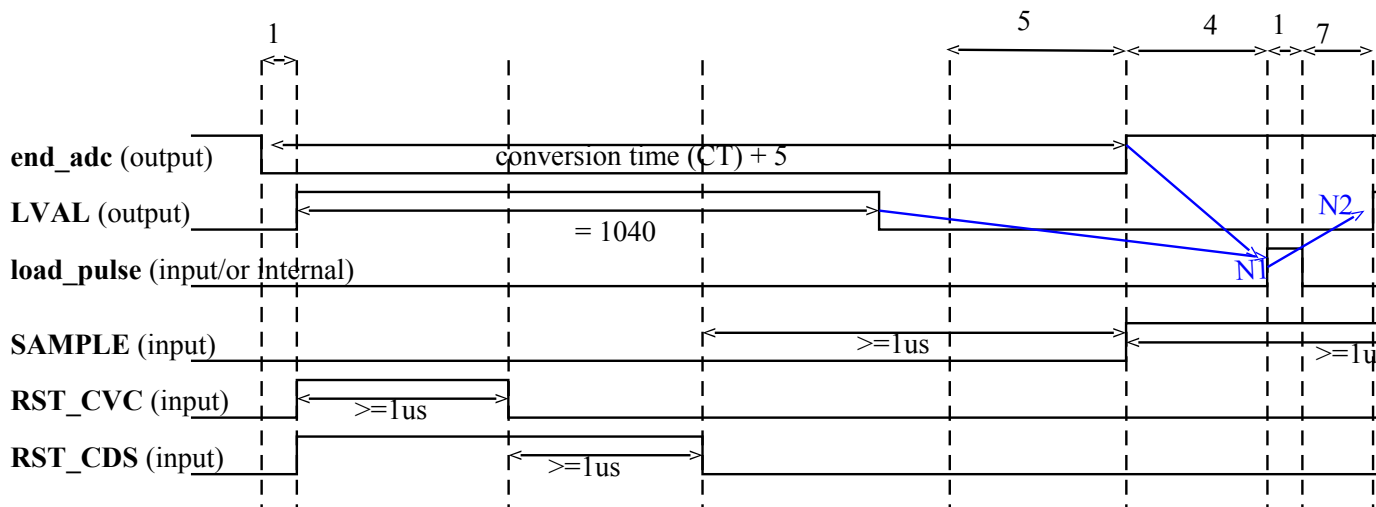 1
5
4
1
7
end_adc (output)
conversion time (CT) + 5
LVAL (output)
= 1040
N2
load_pulse (input/or internal)
N1
SAMPLE (input)
>=1us
>=1u
RST_CVC (input)
>=1us
RST_CDS (input)
>=1us